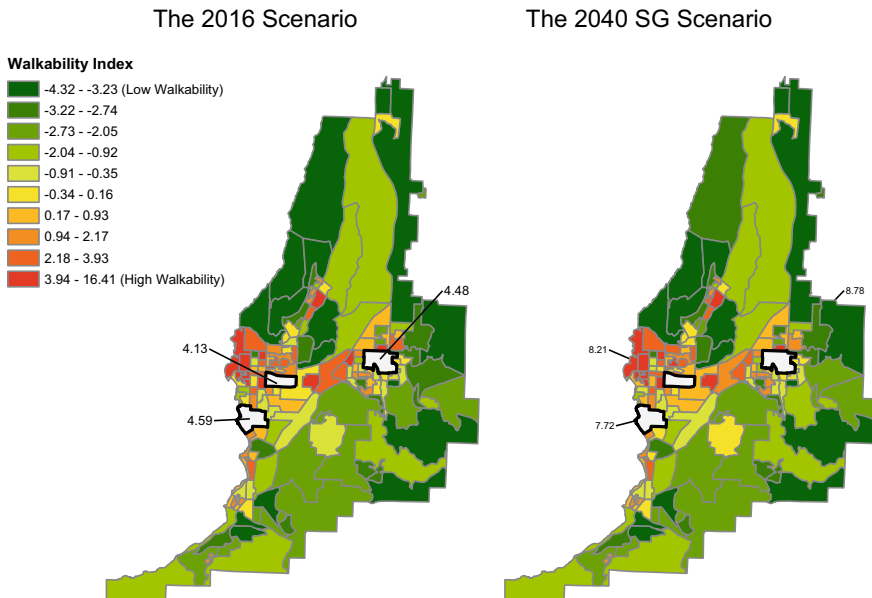 The 2016 Scenario
The 2040 SG Scenario
Walkability Index
-4.32 - -3.23 (Low Walkability)
-3.22 - -2.74
-2.73 - -2.05
-2.04 - -0.92
-0.91 - -0.35
-0.34 - 0.16
0.17 - 0.93
0.94 - 2.17
2.18 - 3.93
3.94 - 16.41 (High Walkability)
4.48
4.13
4.59
8.78
8.21
7.72